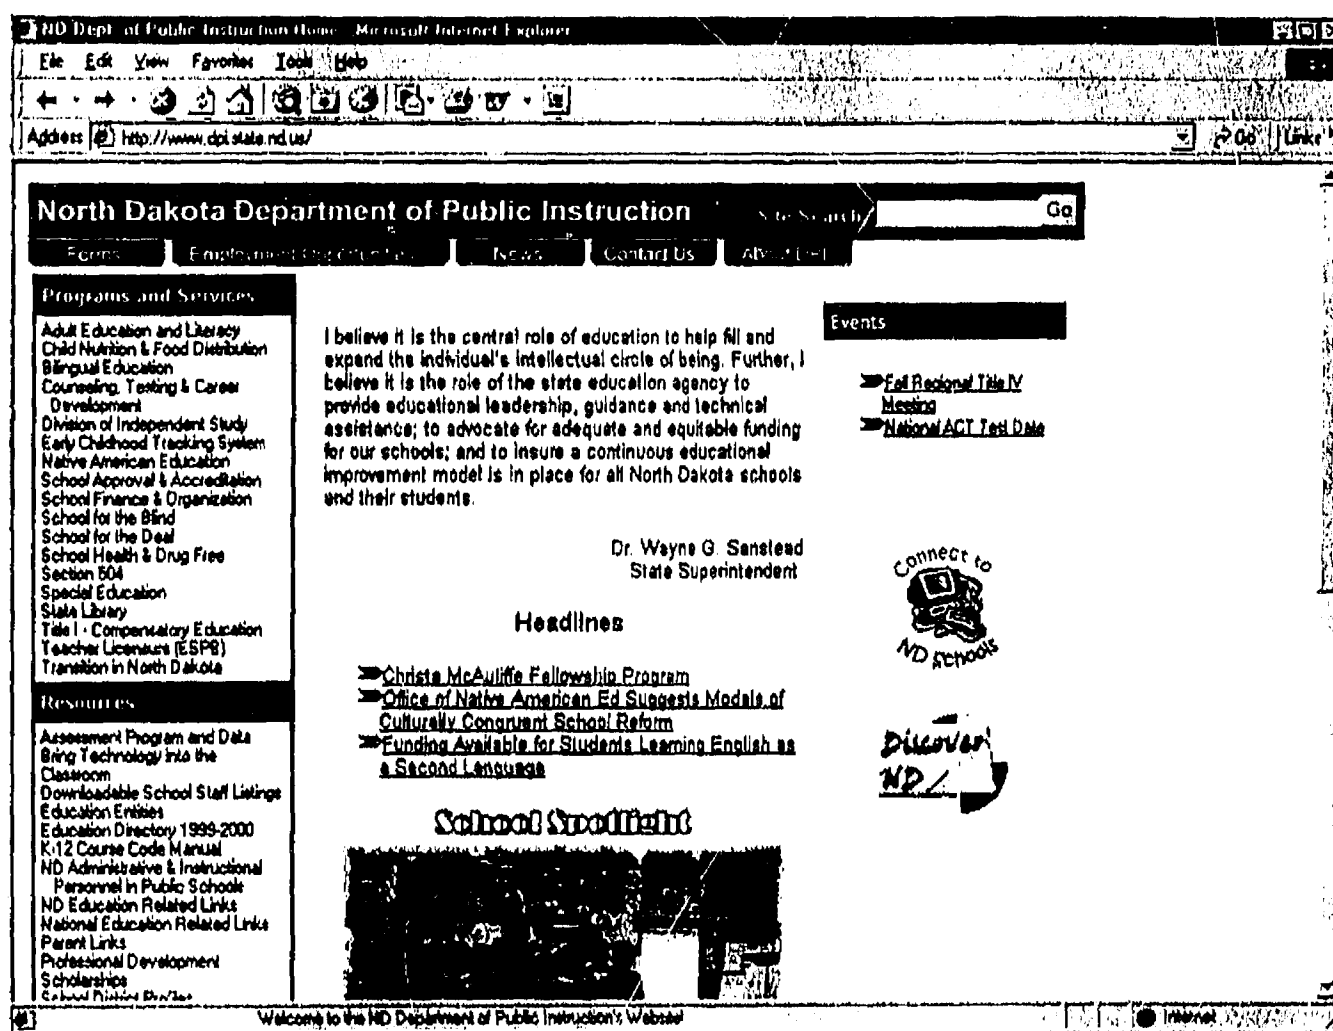 ND Dept. of Public Instruction Home - Microsoft Internet Explorer
File Edit View Favorites Tools Help
Address http://www.dpi.state.nd.us/ Go Links
North Dakota Department of Public Instruction Site Search Go
Forms Employment Opportunities News Contact Us About DPI
Programs and Services
Adult Education and Literacy
Child Nutrition & Food Distribution
Bilingual Education
Counseling, Testing & Career
Development
Division of Independent Study
Early Childhood Tracking System
Native American Education
School Approval & Accreditation
School Finance & Organization
School for the Blind
School for the Deaf
School Health & Drug Free
Section 504
Special Education
State Library
Title I - Compensatory Education
Teacher Licensure (ESPB)
Transition in North Dakota
Resources
Assessment Program and Data
Bring Technology into the
Classroom
Downloadable School Staff Listings
Education Entities
Education Directory 1999-2000
K-12 Course Code Manual
ND Administrative & Instructional
Personnel in Public Schools
ND Education Related Links
National Education Related Links
Parent Links
Professional Development
Scholarships
School District Profiles
I believe it is the central role of education to help fill and
expand the individual's intellectual circle of being. Further, I
believe it is the role of the state education agency to
provide educational leadership, guidance and technical
assistance; to advocate for adequate and equitable funding
for our schools; and to insure a continuous educational
improvement model is in place for all North Dakota schools
and their students.
Dr. Wayne G. Sanstead
State Superintendent
Headlines
Christa McAuliffe Fellowship Program
Office of Native American Ed Suggests Models of
Culturally Congruent School Reform
Funding Available for Students Learning English as
a Second Language
School Spotlight
Events
Fall Regional Title IV
Meeting
National ACT Test Date
Connect to
ND Schools
Discover
ND
Welcome to the ND Department of Public Instruction's Website! Internet